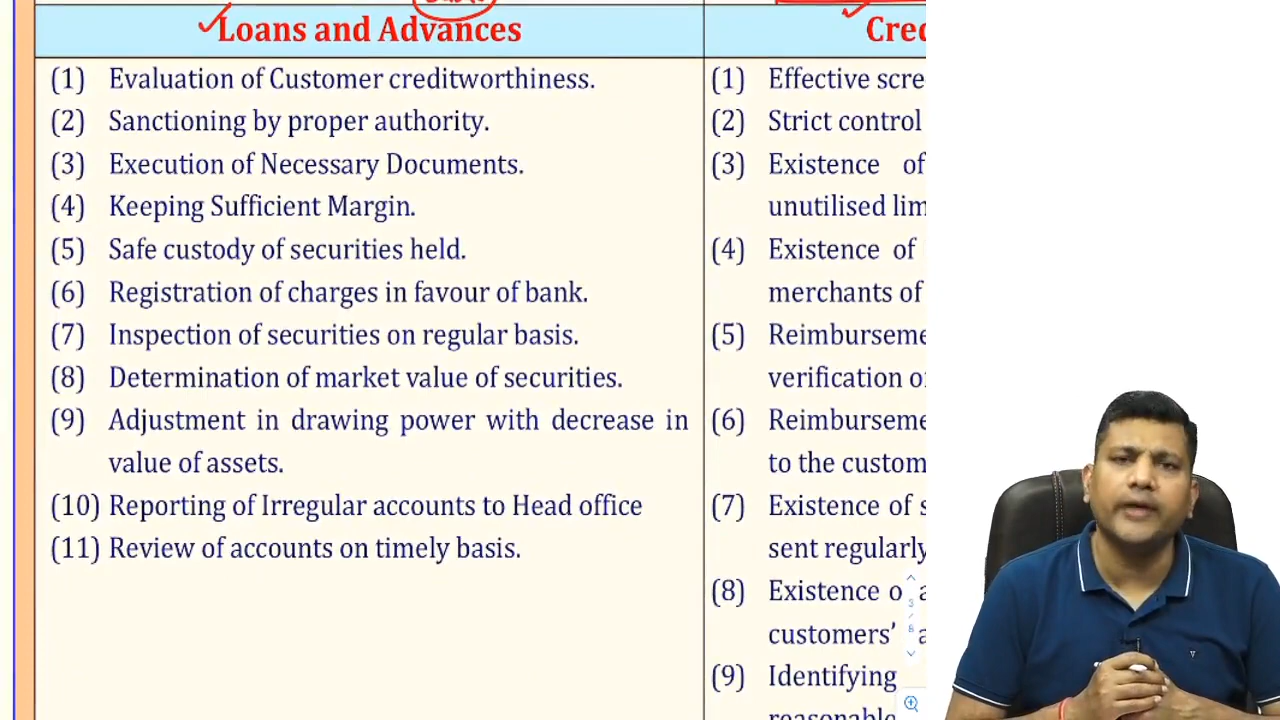 Loans and Advances
(1) Evaluation of Customer creditworthiness.
(2) Sanctioning by proper authority.
(3) Execution of Necessary Documents.
(4) Keeping Sufficient Margin.
(5) Safe custody of securities held.
(6) Registration of charges in favour of bank.
(7) Inspection of securities on regular basis.
(8) Determination of market value of securities.
(9) Adjustment in drawing power with decrease in
value of assets.
(10) Reporting of Irregular accounts to Head office
(11) Review of accounts on timely basis.
Cred
(1) Effective scre
(2) Strict control
(3) Existence of
unutilised lim
(4) Existence of
merchants of
(5) Reimburseme
verification o
(6) Reimburseme
to the custom
(7) Existence of s
sent regularly
(8) Existence o a
customers’ a
(9) Identifying
reasonable
3
/
8